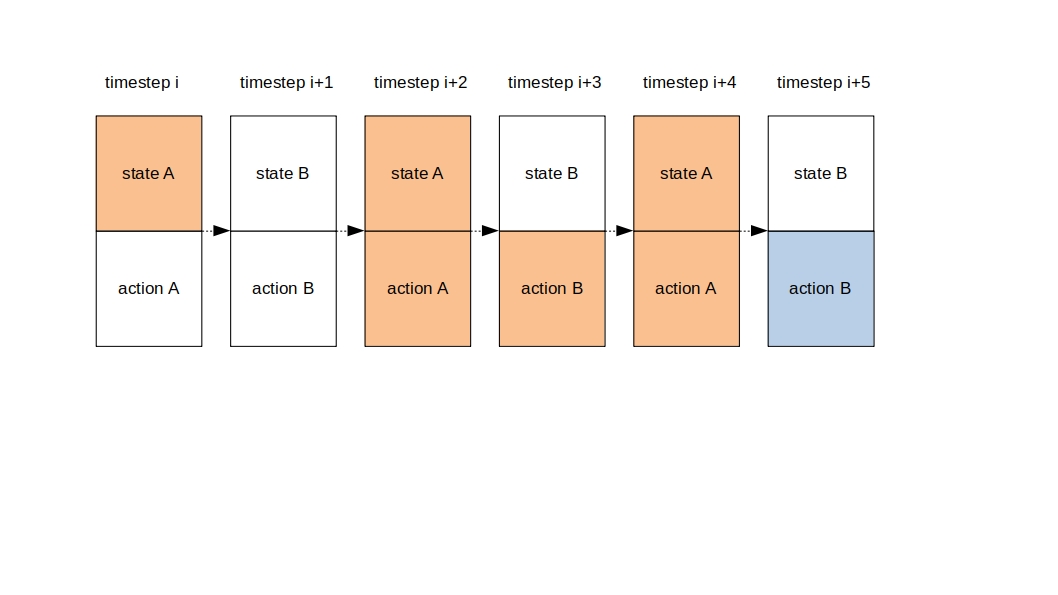 timestep i
timestep i+1
timestep i+2
timestep i+3
timestep i+4
timestep i+5
state A
state B
state A
state B
state A
state B
action A
action B
action A
action B
action A
action B